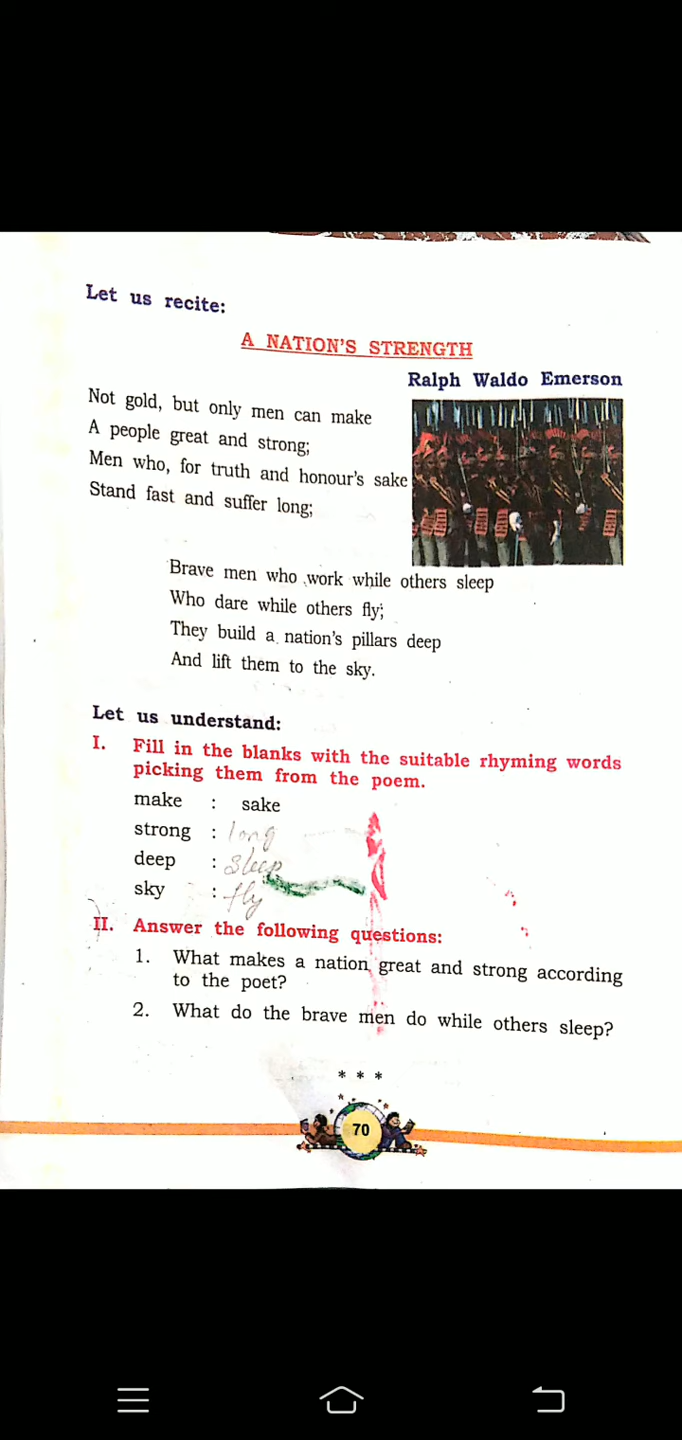 Let us recite:
A NATION'S STRENGTH
Ralph Waldo Emerson
Not gold, but only men can make
A people great and strong;
Men who, for truth and honour's sake
Stand fast and suffer long;
Brave men who work while others sleep
Who dare while others fly;
They build a nation's pillars deep
And lift them to the sky.
Let us understand:
I. Fill in the blanks with the suitable rhyming words
picking them from the poem.
make : sake
strong : long
deep : sleep
sky : fly
II. Answer the following questions:
1. What makes a nation great and strong according
to the poet?
2. What do the brave men do while others sleep?
* * *
70